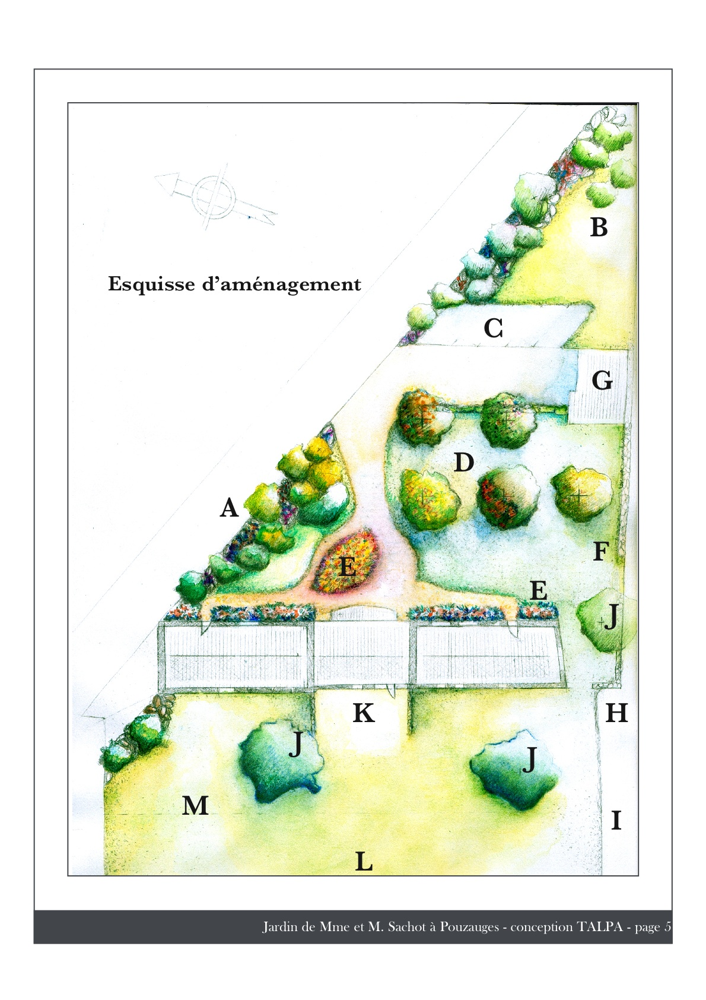 B
Esquisse d'aménagement
C
G
D
A
F
E
E
J
K
H
J
J
M
I
L
Jardin de Mme et M. Sachot à Pouzauges - conception TALPA - page 5